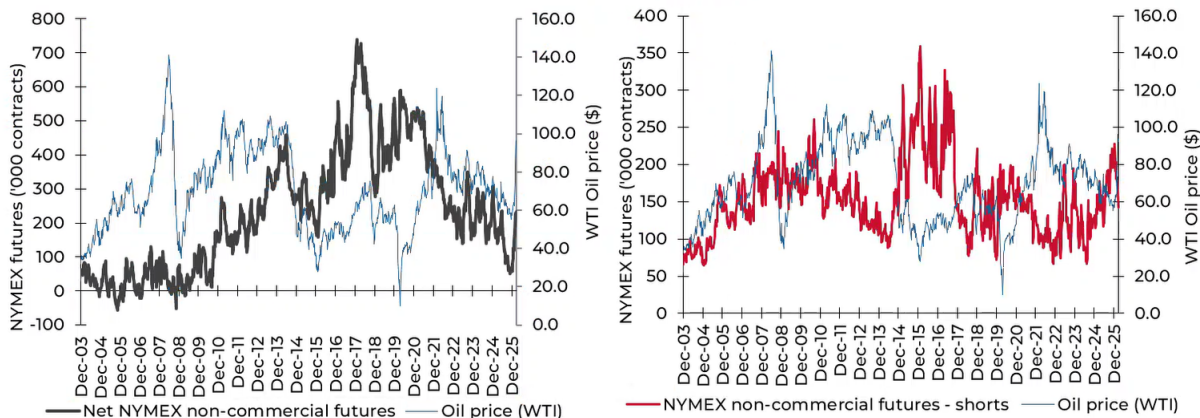 NYMEX futures ('000 contracts)
800
700
600
500
400
300
200
100
0
-100
160.0
140.0
120.0
100.0
80.0
60.0
40.0
20.0
0.0
WTI Oil price ($)
Dec-03
Dec-04
Dec-05
Dec-06
Dec-07
Dec-08
Dec-09
Dec-10
Dec-11
Dec-12
Dec-13
Dec-14
Dec-15
Dec-16
Dec-17
Dec-18
Dec-19
Dec-20
Dec-21
Dec-22
Dec-23
Dec-24
Dec-25
Net NYMEX non-commercial futures
Oil price (WTI)
NYMEX futures ('000 contracts)
400
350
300
250
200
150
100
50
0
160.0
140.0
120.0
100.0
80.0
60.0
40.0
20.0
0.0
WTI Oil price ($)
Dec-03
Dec-04
Dec-05
Dec-06
Dec-07
Dec-08
Dec-09
Dec-10
Dec-11
Dec-12
Dec-13
Dec-14
Dec-15
Dec-16
Dec-17
Dec-18
Dec-19
Dec-20
Dec-21
Dec-22
Dec-23
Dec-24
Dec-25
NYMEX non-commercial futures - shorts
Oil price (WTI)